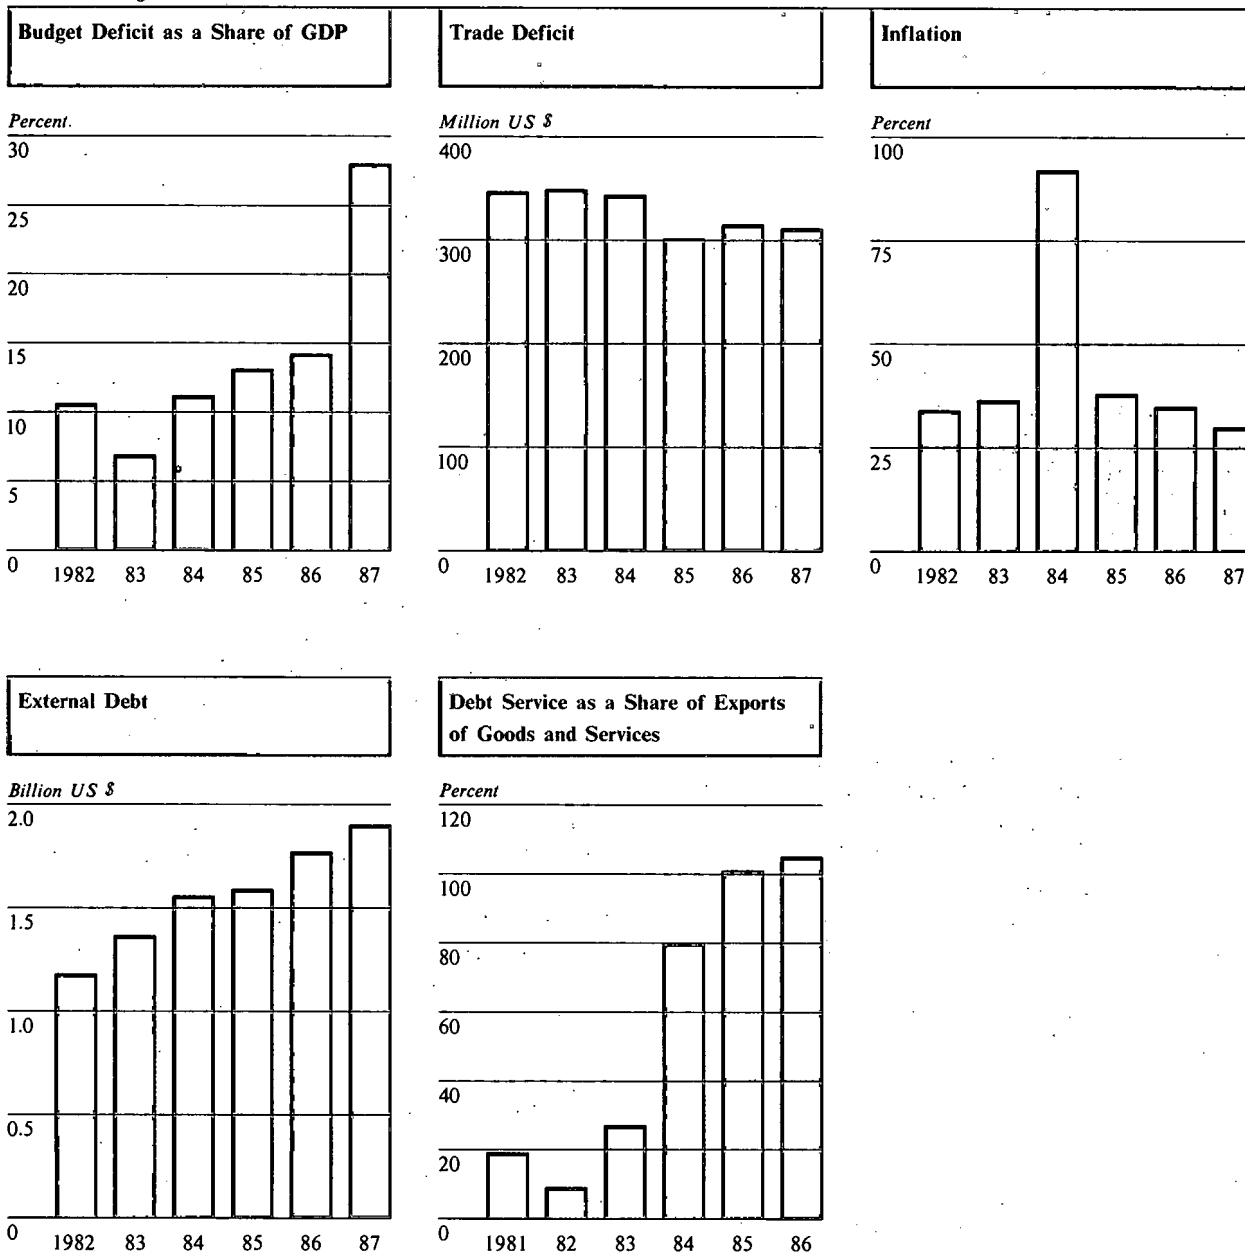 Budget Deficit as a Share of GDP
Percent.
30
25
20
15
10
5
0
1982 83 84 85 86 87
Trade Deficit
Million US $
400
300
200
100
0
1982 83 84 85 86 87
Inflation
Percent
100
75
50
25
0
1982 83 84 85 86 87
External Debt
Billion US $
2.0
1.5
1.0
0.5
0
1982 83 84 85 86 87
Debt Service as a Share of Exports
of Goods and Services
Percent
120
100
80
60
40
20
0
1981 82 83 84 85 86